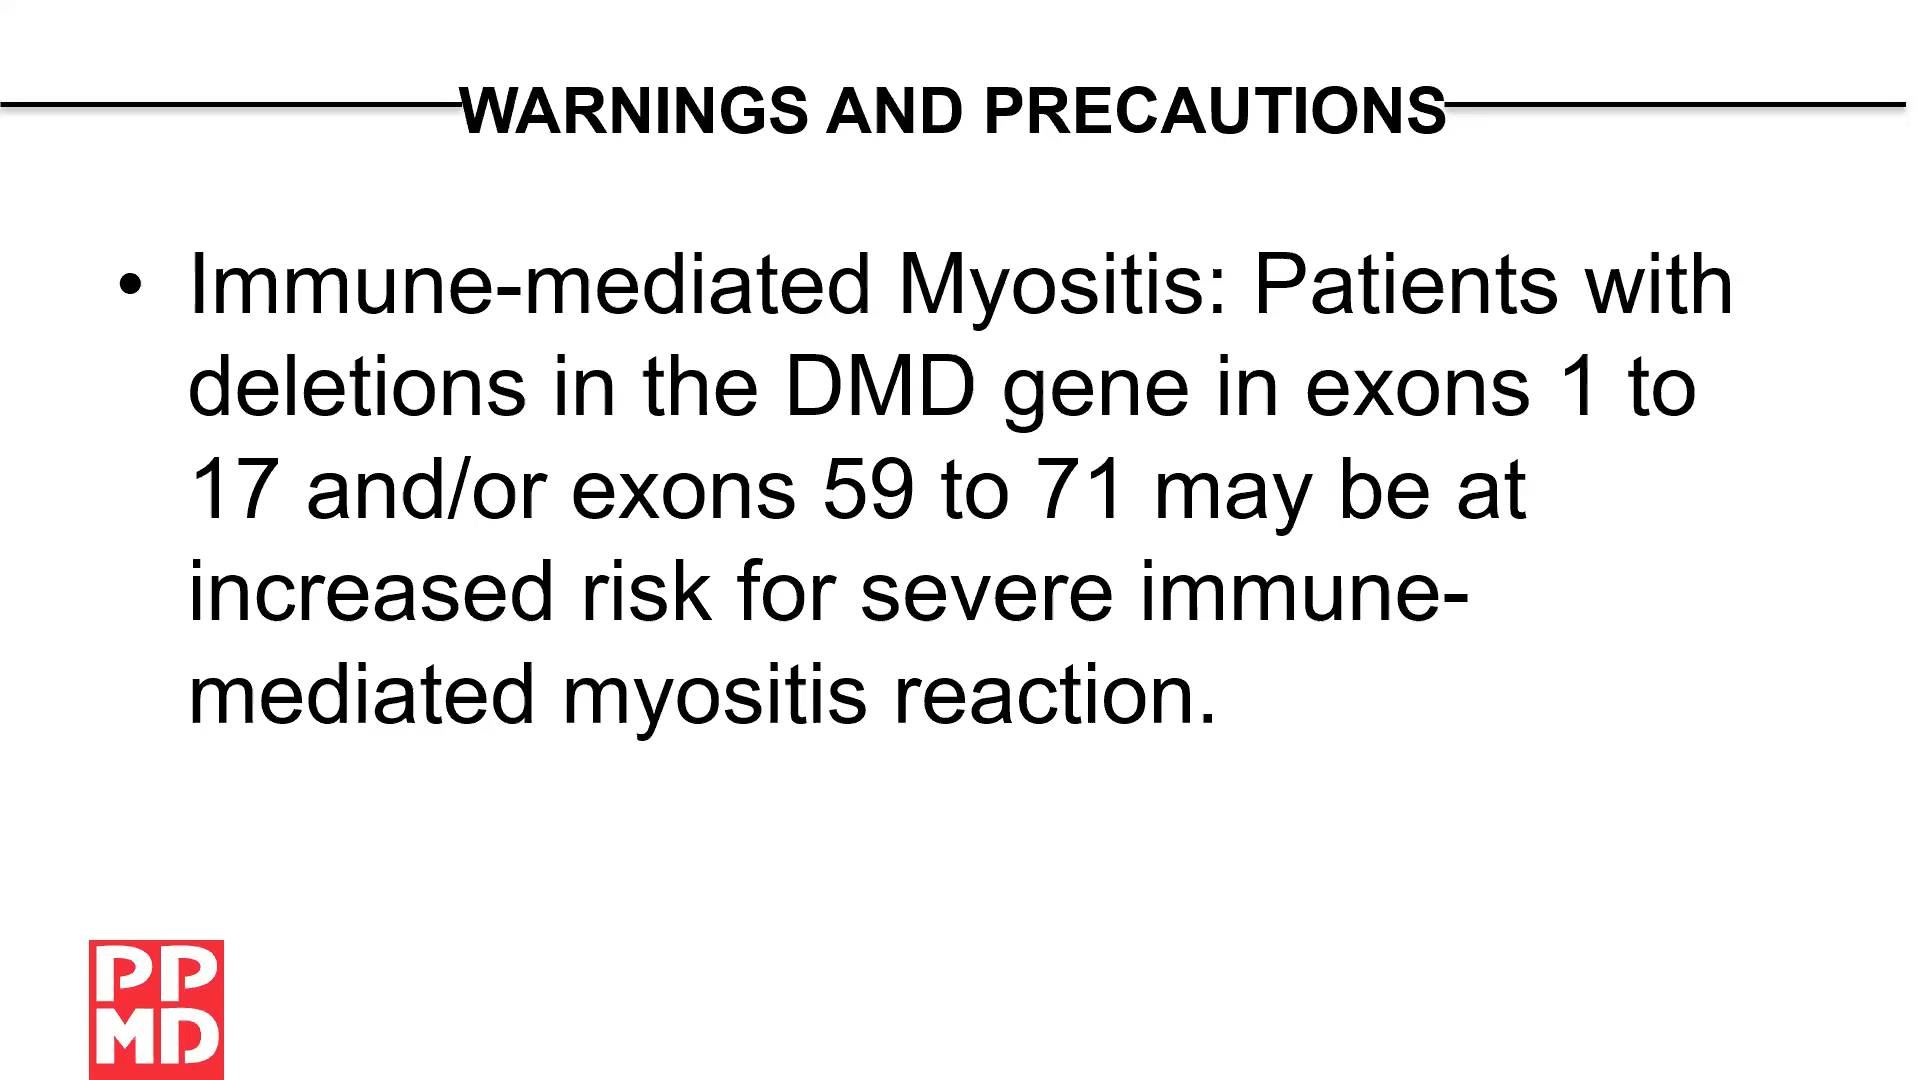 WARNINGS AND PRECAUTIONS
• Immune-mediated Myositis: Patients with
deletions in the DMD gene in exons 1 to
17 and/or exons 59 to 71 may be at
increased risk for severe immune-
mediated myositis reaction.
PP
MD